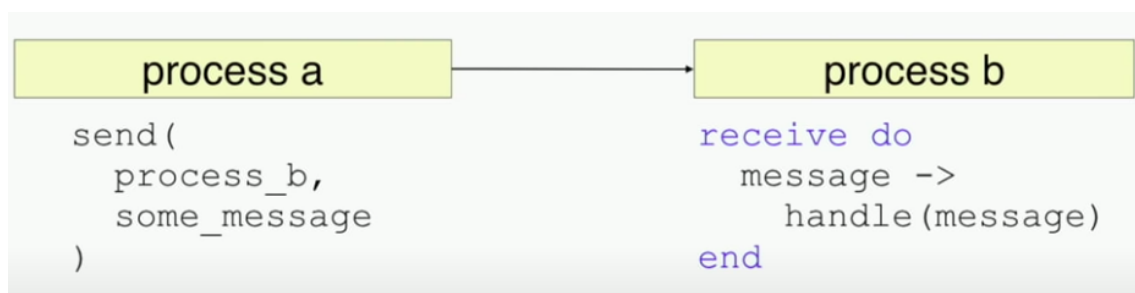 process a
send(
process_b,
some_message
)
process b
receive do
message ->
handle(message)
end